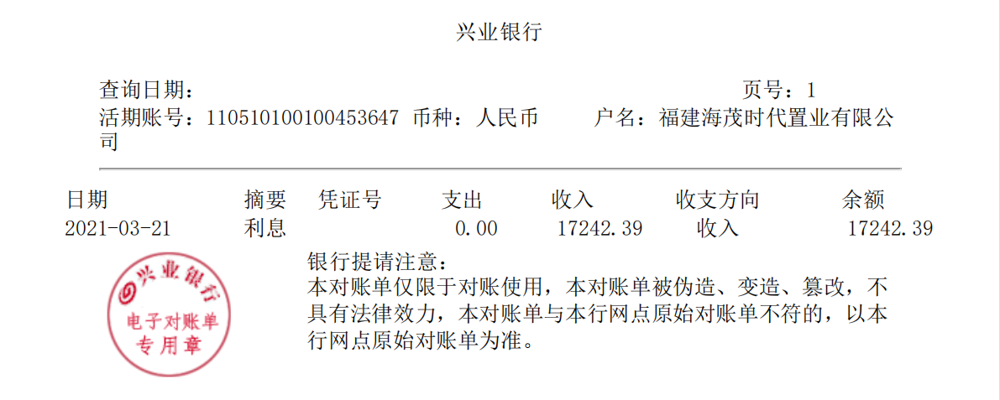 兴业银行
查询日期: 页号: 1
活期账号: 110510100100453647 币种: 人民币 户名: 福建海茂时代置业有限公
司
日期 摘要 凭证号 支出 收入 收支方向 余额
2021-03-21 利息 0.00 17242.39 收入 17242.39
银行提请注意:
本对账单仅限于对账使用，本对账单被伪造、变造、篡改，不
具有法律效力，本对账单与本行网点原始对账单不符的，以本
行网点原始对账单为准。
兴业银行
电子对账单
专用章